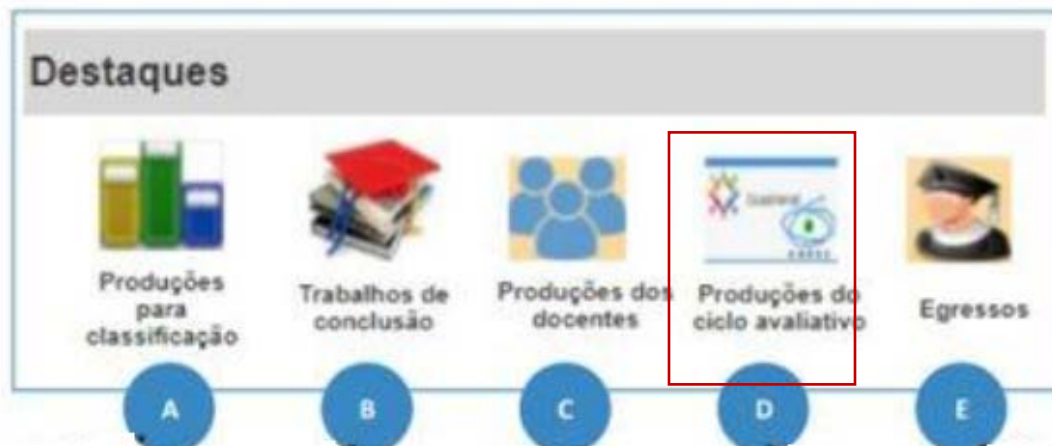 Destaques
Produções
para
classificação
Trabalhos de
conclusão
Produções dos
docentes
Produções do
ciclo avaliativo
Egressos
A
B
C
D
E